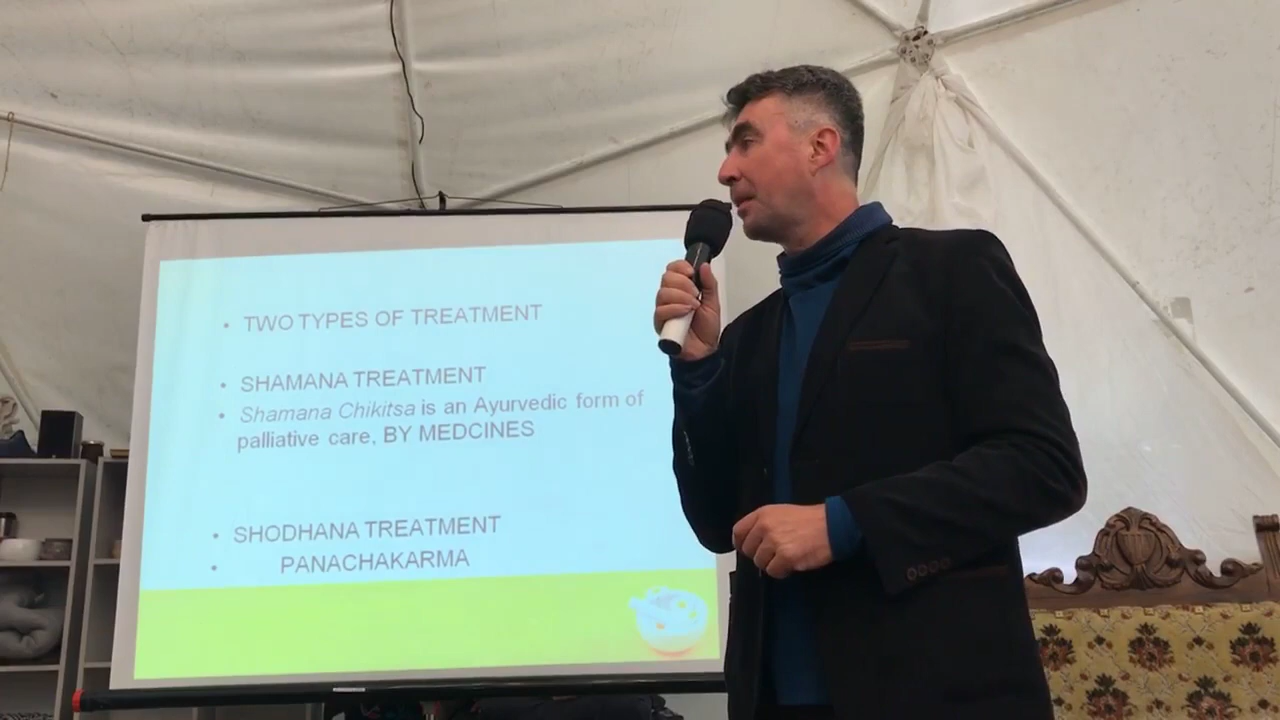 • TWO TYPES OF TREATMENT
• SHAMANA TREATMENT
• Shamana Chikitsa is an Ayurvedic form of
palliative care, BY MEDCINES
• SHODHANA TREATMENT
• PANACHAKARMA